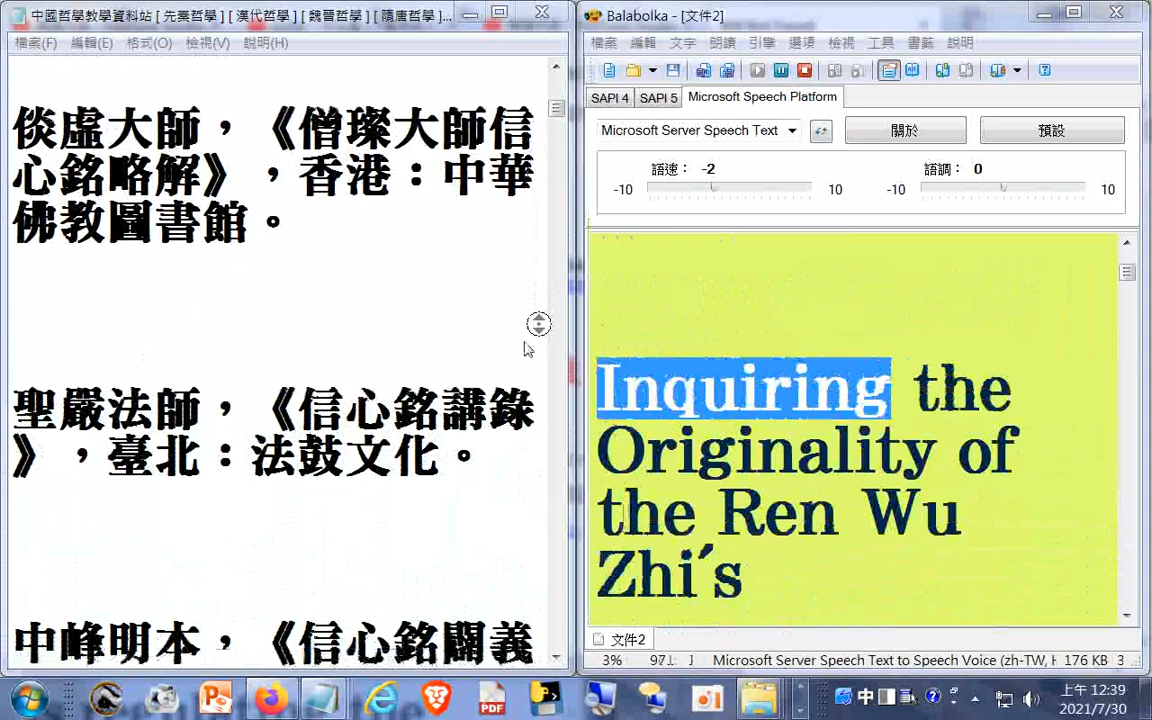 中國哲學教學資料站 [ 先秦哲學 ] [ 漢代哲學 ] [ 魏晉哲學 ] [ 隋唐哲學 ]...
檔案(F) 編輯(E) 格式(O) 檢視(V) 說明(H)
倓虛大師，《僧璨大師信
心銘略解》，香港：中華
佛教圖書館。
聖嚴法師，《信心銘講錄
》，臺北：法鼓文化。
中峰明本，《信心銘闢義
Balabolka - [文件2]
檔案 編輯 文字 朗讀 引擎 選項 檢視 工具 書籤 說明
SAPI 4 SAPI 5 Microsoft Speech Platform
Microsoft Server Speech Text 關於 預設
語速： -2 語調： 0
-10 10 -10 10
Inquiring the
Originality of
the Ren Wu
Zhi's
文件2
3% Microsoft Server Speech Text to Speech Voice (zh-TW, H 176 KB 3
中 上午 12:39
2021/7/30